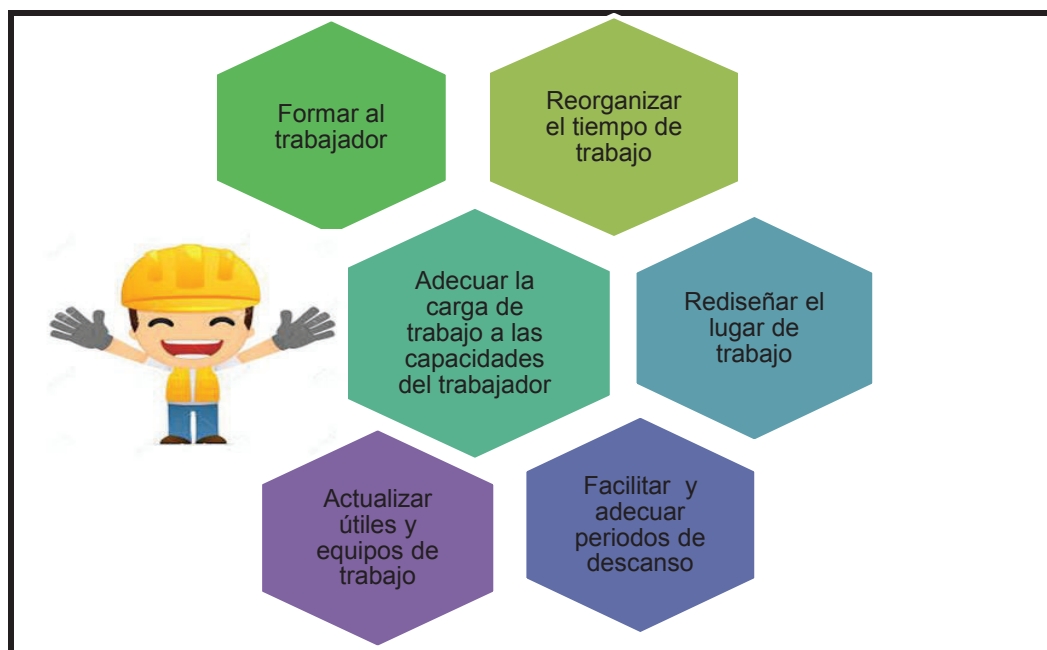 Formar al
trabajador
Reorganizar
el tiempo de
trabajo
Adecuar la
carga de
trabajo a las
capacidades
del trabajador
Rediseñar el
lugar de
trabajo
Actualizar
útiles y
equipos de
trabajo
Facilitar y
adecuar
periodos de
descanso